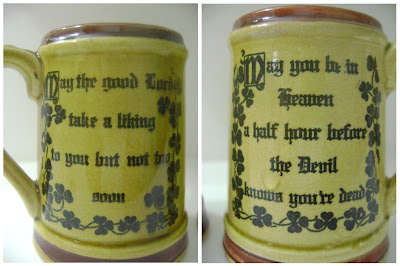 May the good Lord
take a liking
to you but not too
soon
May you be in
Heaven
a half hour before
the Devil
knows you're dead